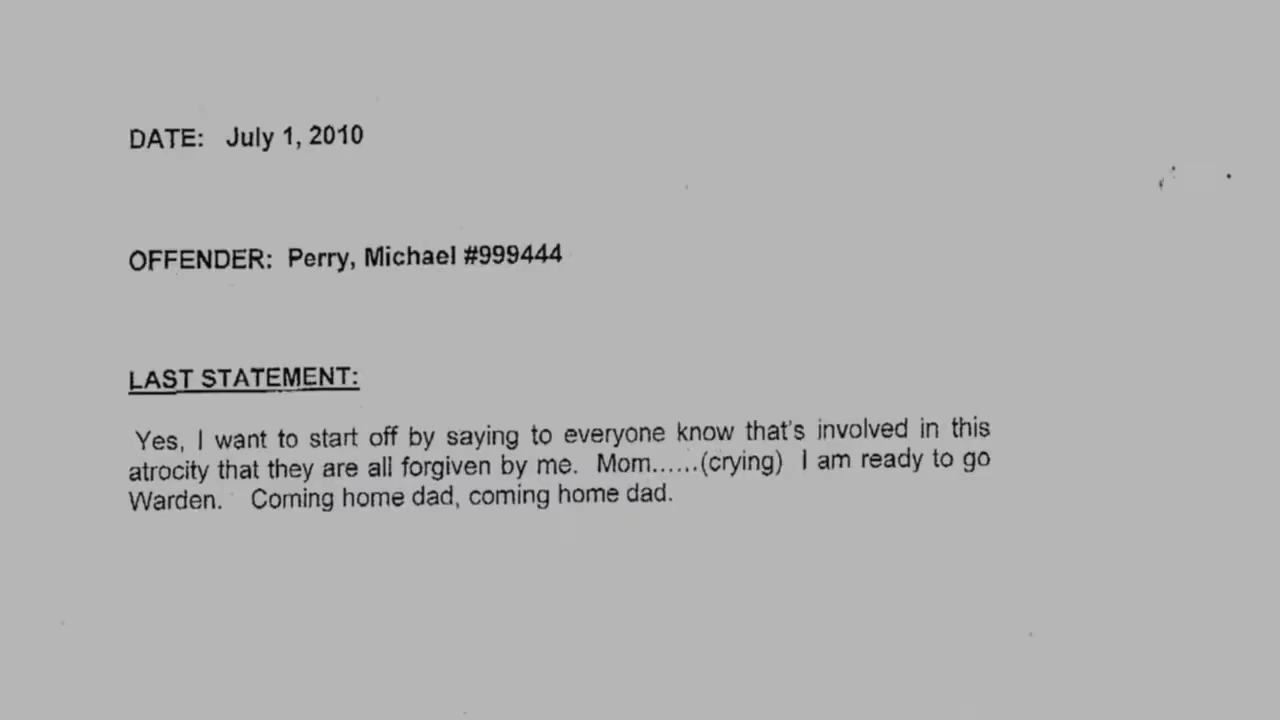 DATE: July 1, 2010
OFFENDER: Perry, Michael #999444
LAST STATEMENT:
Yes, I want to start off by saying to everyone know that's involved in this
atrocity that they are all forgiven by me. Mom......(crying) I am ready to go
Warden. Coming home dad, coming home dad.